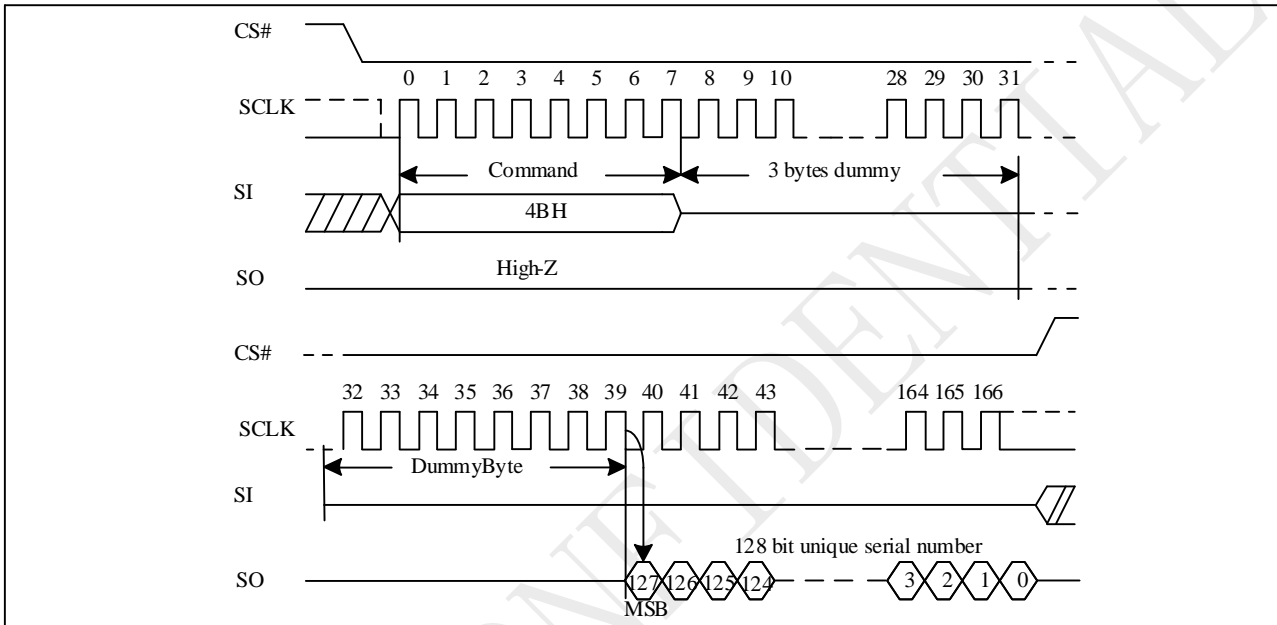 CS#
0 1 2 3 4 5 6 7 8 9 10 28 29 30 31
SCLK
Command 3 bytes dummy
SI
4BH
High-Z
SO
CS#
32 33 34 35 36 37 38 39 40 41 42 43 164 165 166
SCLK
DummyByte
SI
128 bit unique serial number
SO 127 126 125 124 3 2 1 0
MSB
ONFIDENTIAL